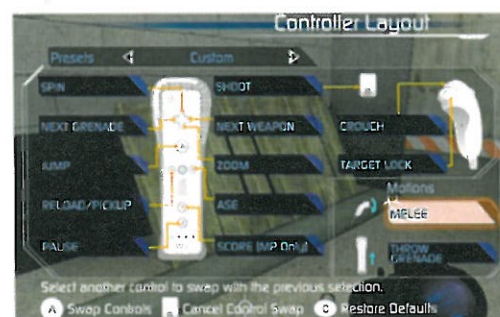 Controller Layout
Presets Custom
SPIN SHOOT
NEXT GRENADE NEXT WEAPON CROUCH
JUMP ZOOM TARGET LOCK
Motions
RELOAD/PICKUP ASE MELEE
PAUSE SCORE (MP Only) THROW GRENADE
Select another control to swap with the previous selection.
A Swap Controls B Cancel Control Swap Restore Defaults